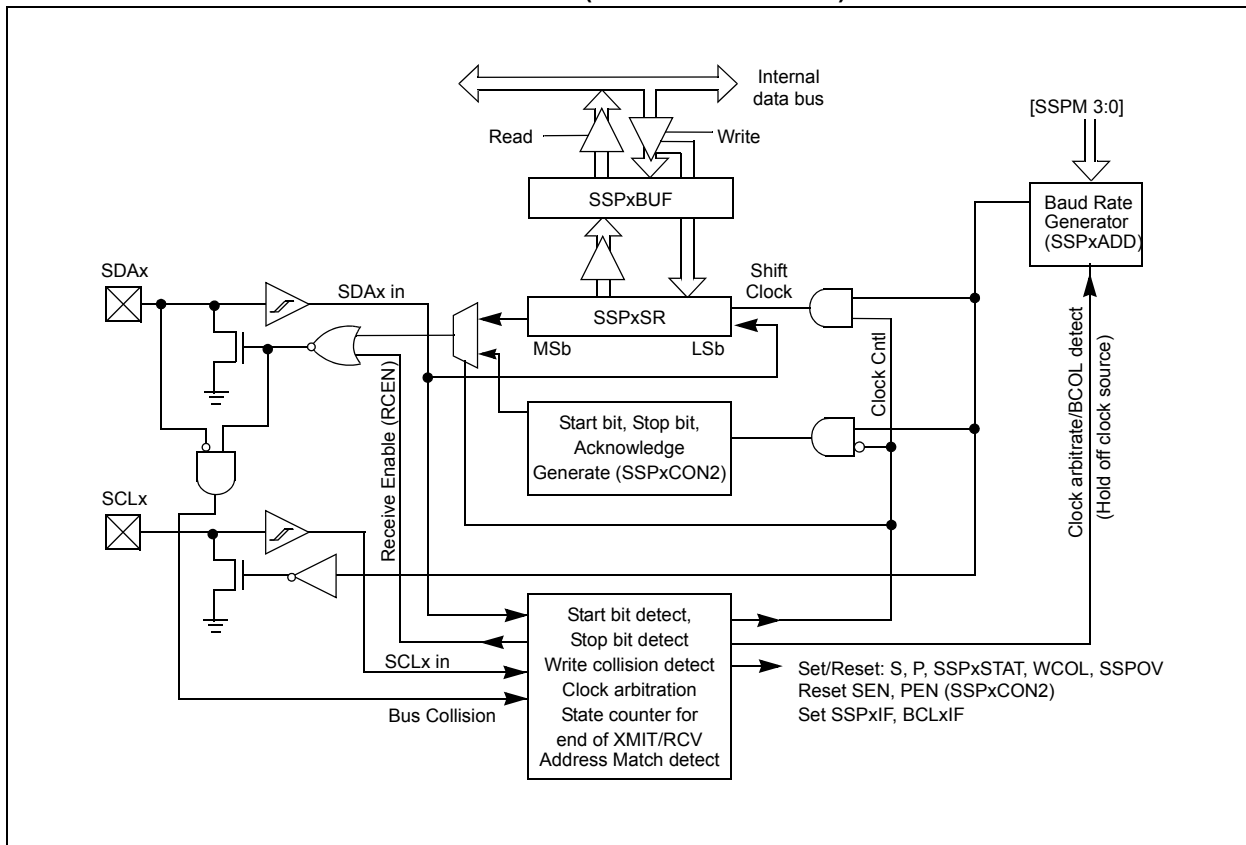 Internal
data bus
[SSPM 3:0]
Read
Write
SSPxBUF
Baud Rate
Generator
(SSPxADD)
SDAx
SDAx in
Shift
Clock
SSPxSR
MSb
LSb
Clock Cntl
Clock arbitrate/BCOL detect
(Hold off clock source)
Receive Enable (RCEN)
Start bit, Stop bit,
Acknowledge
Generate (SSPxCON2)
SCLx
SCLx in
Bus Collision
Start bit detect,
Stop bit detect
Write collision detect
Clock arbitration
State counter for
end of XMIT/RCV
Address Match detect
Set/Reset: S, P, SSPxSTAT, WCOL, SSPOV
Reset SEN, PEN (SSPxCON2)
Set SSPxIF, BCLxIF